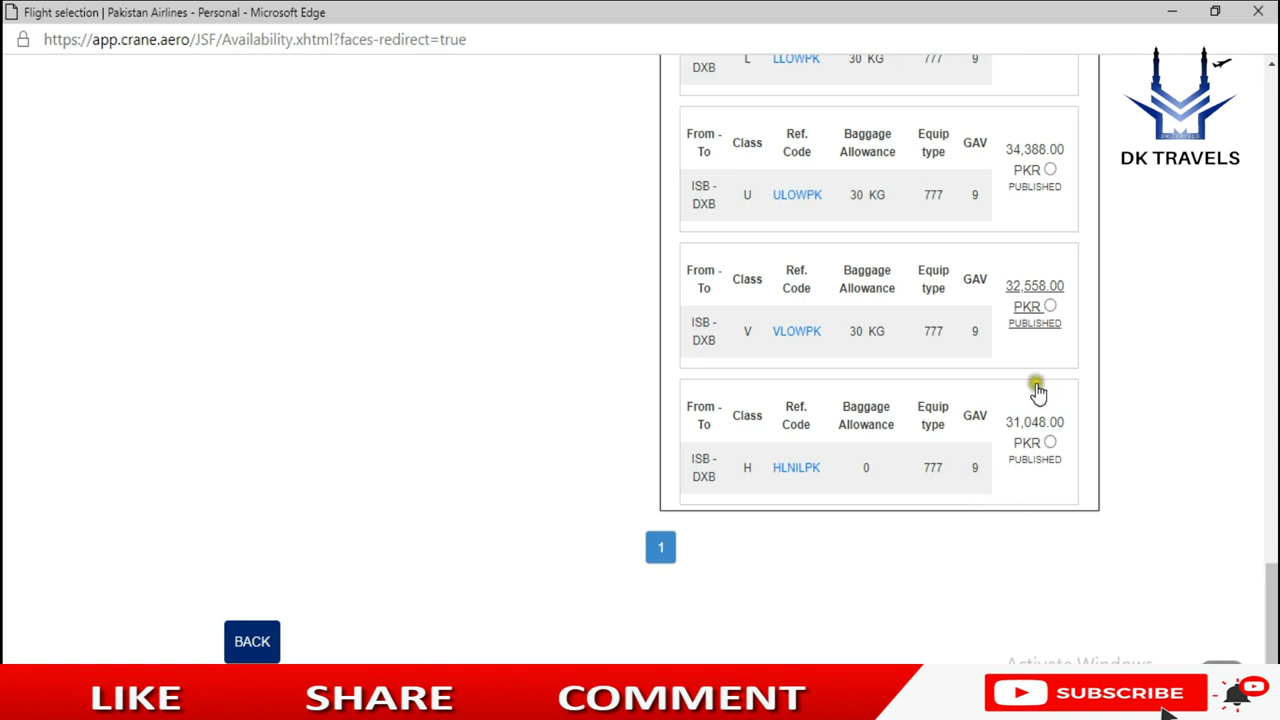 Flight selection | Pakistan Airlines - Personal - Microsoft Edge
https://app.crane.aero/JSF/Availability.xhtml?faces-redirect=true
DK TRAVELS
DK TRAVELS
DXB L LLOWPK 30 KG 777 9
From - To Class Ref. Code Baggage Allowance Equip type GAV
ISB - DXB U ULOWPK 30 KG 777 9
34,388.00
PKR
PUBLISHED
From - To Class Ref. Code Baggage Allowance Equip type GAV
ISB - DXB V VLOWPK 30 KG 777 9
32,558.00
PKR
PUBLISHED
From - To Class Ref. Code Baggage Allowance Equip type GAV
ISB - DXB H HLNILPK 0 777 9
31,048.00
PKR
PUBLISHED
1
BACK
Activate Windows
LIKE SHARE COMMENT SUBSCRIBE